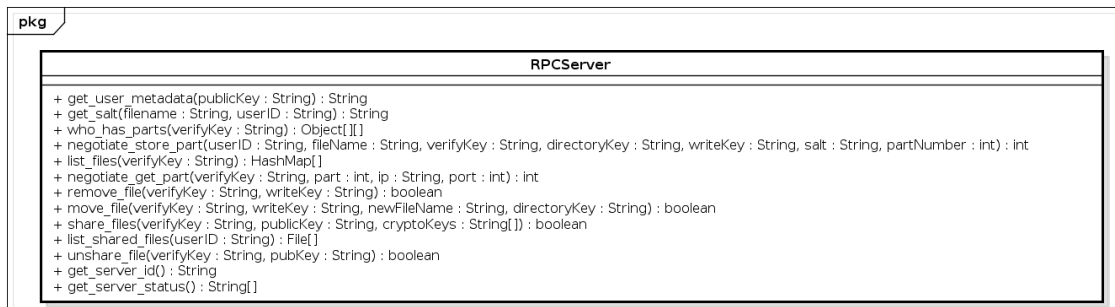 pkg
RPCServer
+ get_user_metadata(publicKey : String) : String
+ get_salt(filename : String, userID : String) : String
+ who_has_parts(verifyKey : String) : Object[][]
+ negotiate_store_part(userID : String, fileName : String, verifyKey : String, directoryKey : String, writeKey : String, salt : String, partNumber : int) : int
+ list_files(verifyKey : String) : HashMap[]
+ negotiate_get_part(verifyKey : String, part : int, ip : String, port : int) : int
+ remove_file(verifyKey : String, writeKey : String) : boolean
+ move_file(verifyKey : String, writeKey : String, newFileName : String, directoryKey : String) : boolean
+ share_files(verifyKey : String, publicKey : String, cryptoKeys : String[]) : boolean
+ list_shared_files(userID : String) : File[]
+ unshare_file(verifyKey : String, pubKey : String) : boolean
+ get_server_id() : String
+ get_server_status() : String[]